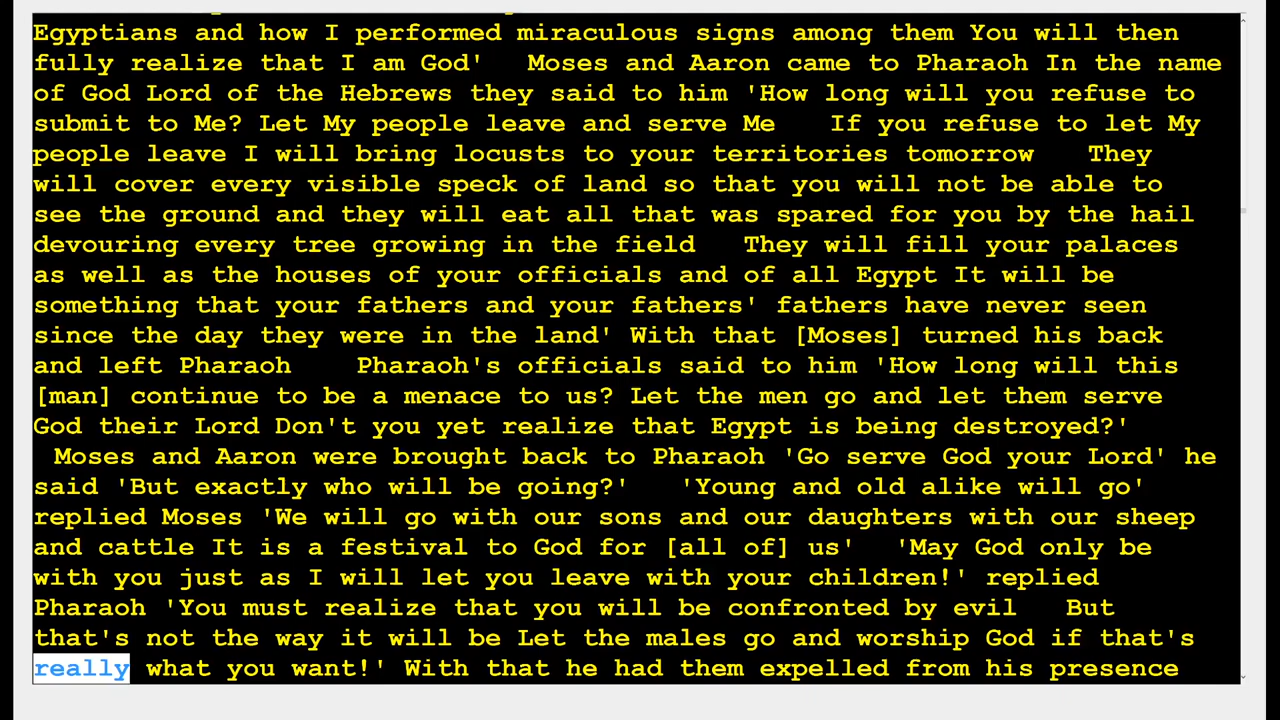 Egyptians and how I performed miraculous signs among them You will then
fully realize that I am God' Moses and Aaron came to Pharaoh In the name
of God Lord of the Hebrews they said to him 'How long will you refuse to
submit to Me? Let My people leave and serve Me If you refuse to let My
people leave I will bring locusts to your territories tomorrow They
will cover every visible speck of land so that you will not be able to
see the ground and they will eat all that was spared for you by the hail
devouring every tree growing in the field They will fill your palaces
as well as the houses of your officials and of all Egypt It will be
something that your fathers and your fathers' fathers have never seen
since the day they were in the land' With that [Moses] turned his back
and left Pharaoh Pharaoh's officials said to him 'How long will this
[man] continue to be a menace to us? Let the men go and let them serve
God their Lord Don't you yet realize that Egypt is being destroyed?'
Moses and Aaron were brought back to Pharaoh 'Go serve God your Lord' he
said 'But exactly who will be going?' 'Young and old alike will go'
replied Moses 'We will go with our sons and our daughters with our sheep
and cattle It is a festival to God for [all of] us' 'May God only be
with you just as I will let you leave with your children!' replied
Pharaoh 'You must realize that you will be confronted by evil But
that's not the way it will be Let the males go and worship God if that's
really what you want!' With that he had them expelled from his presence